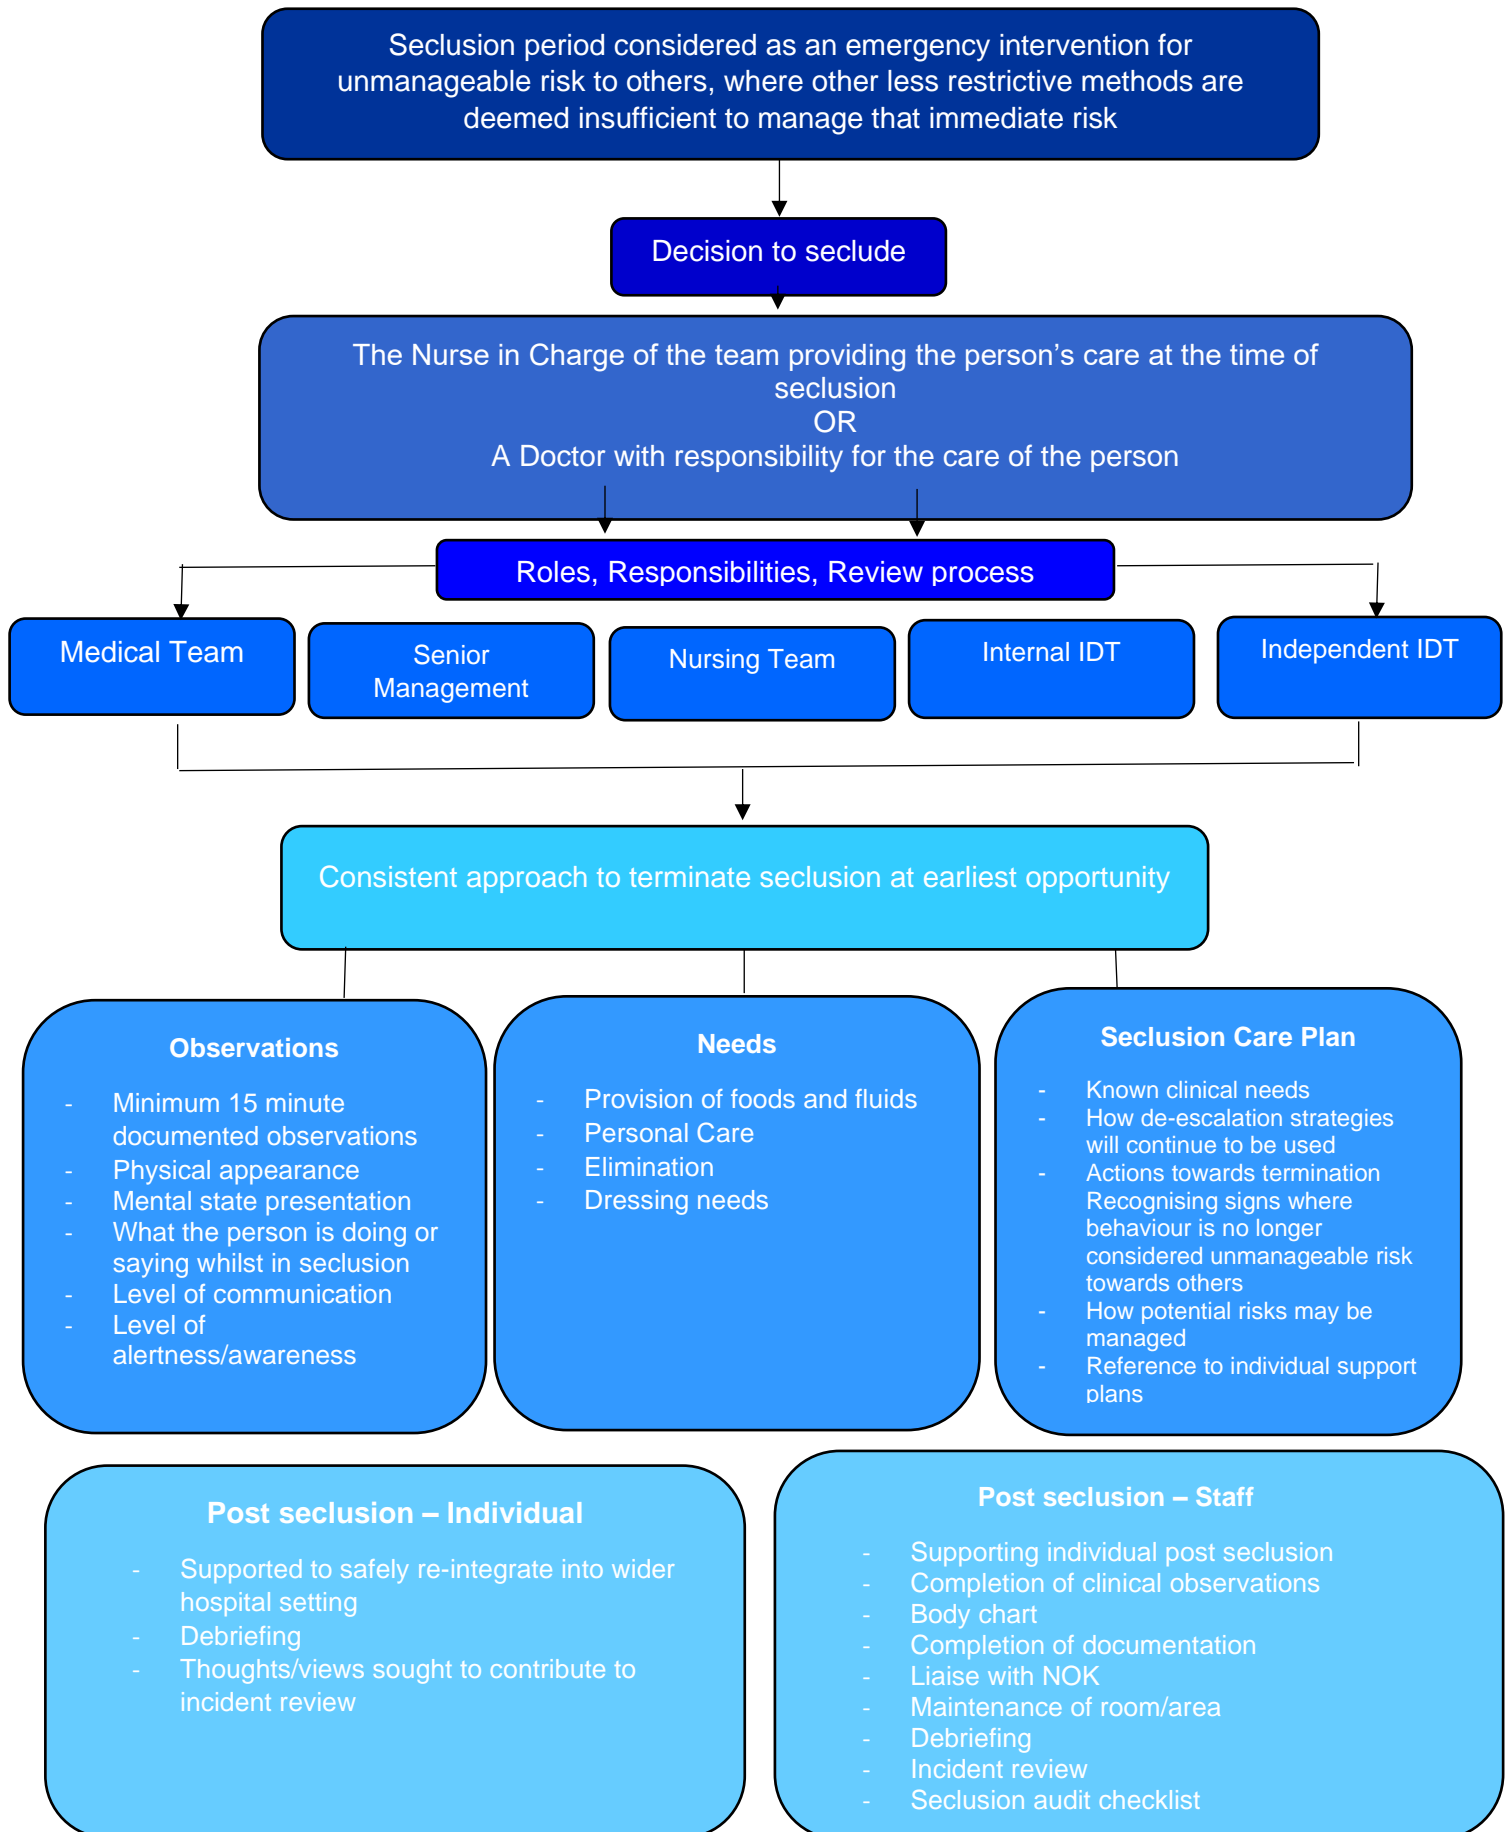 Seclusion period considered as an emergency intervention for
unmanageable risk to others, where other less restrictive methods are
deemed insufficient to manage that immediate risk
Decision to seclude
The Nurse in Charge of the team providing the person’s care at the time of
seclusion
OR
A Doctor with responsibility for the care of the person
Roles, Responsibilities, Review process
Medical Team
Senior
Management
Nursing Team
Internal IDT
Independent IDT
Consistent approach to terminate seclusion at earliest opportunity
Observations
- Minimum 15 minute
documented observations
- Physical appearance
- Mental state presentation
- What the person is doing or
saying whilst in seclusion
- Level of communication
- Level of
alertness/awareness
Needs
- Provision of foods and fluids
- Personal Care
- Elimination
- Dressing needs
Seclusion Care Plan
- Known clinical needs
- How de-escalation strategies
will continue to be used
- Actions towards termination
Recognising signs where
behaviour is no longer
considered unmanageable risk
towards others
- How potential risks may be
managed
- Reference to individual support
plans
Post seclusion – Individual
- Supported to safely re-integrate into wider
hospital setting
- Debriefing
- Thoughts/views sought to contribute to
incident review
Post seclusion – Staff
- Supporting individual post seclusion
- Completion of clinical observations
- Body chart
- Completion of documentation
- Liaise with NOK
- Maintenance of room/area
- Debriefing
- Incident review
- Seclusion audit checklist